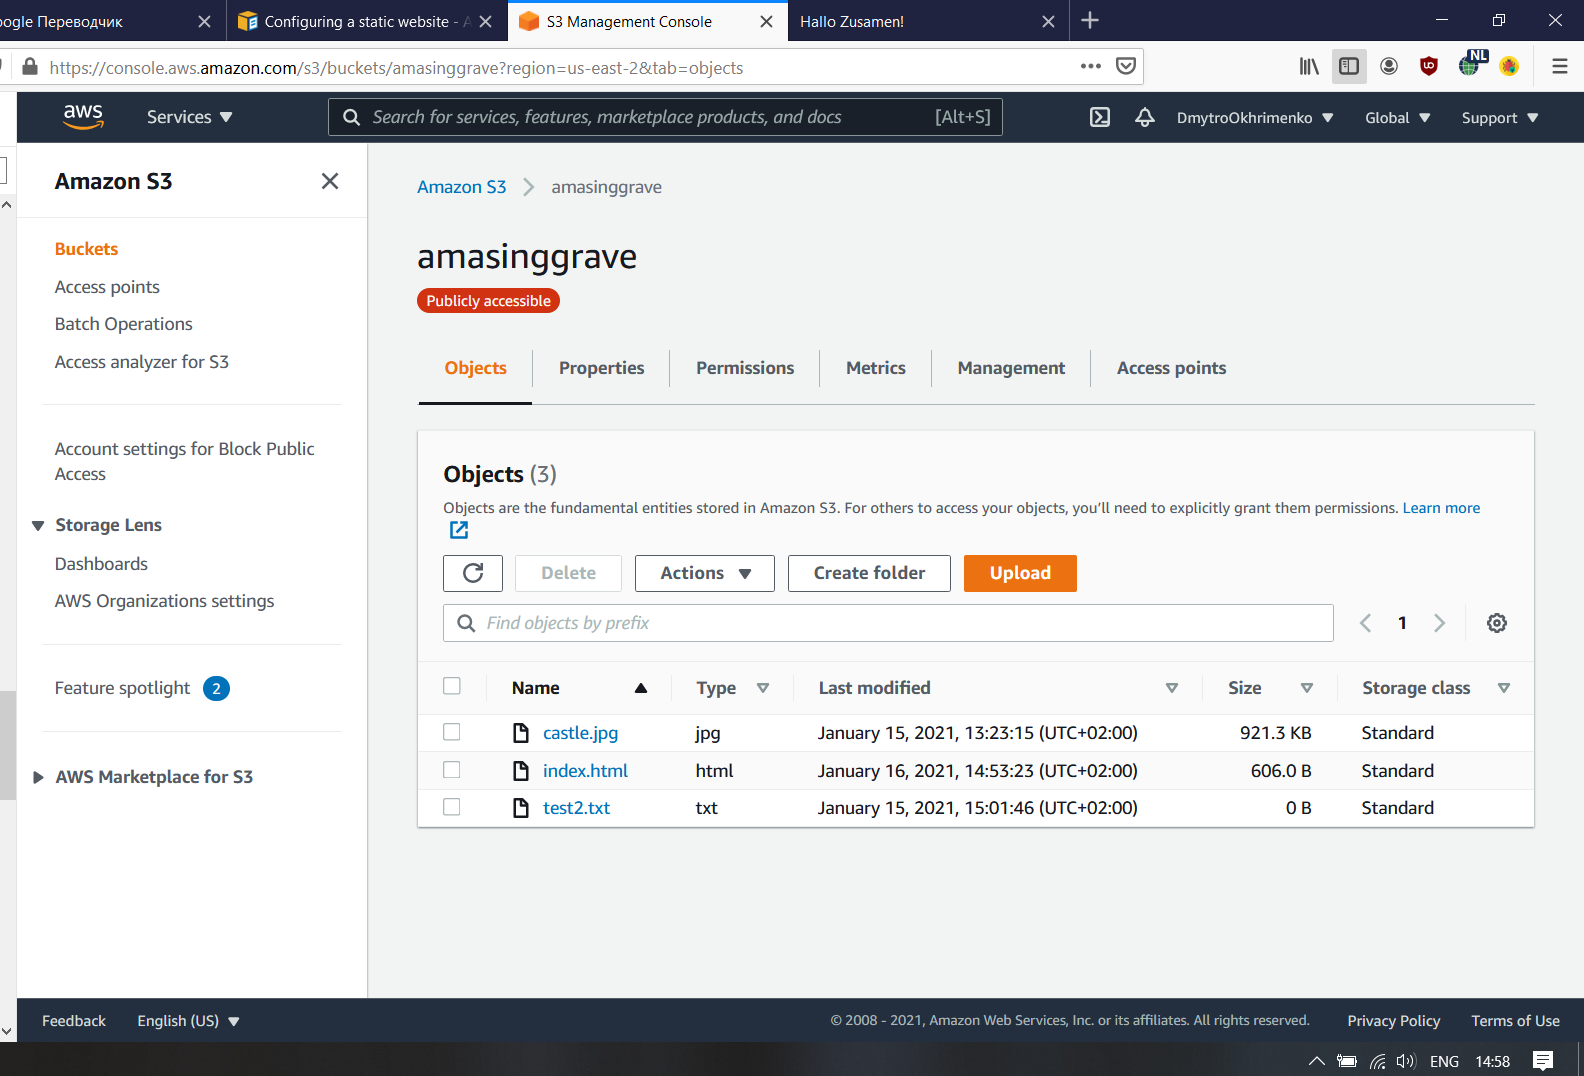 oogle Переводчик
Configuring a static website - A
S3 Management Console
Hallo Zusamen!
https://console.aws.amazon.com/s3/buckets/amasinggrave?region=us-east-2&tab=objects
NL
aws
Services
Search for services, features, marketplace products, and docs
[Alt+S]
DmytroOkhrimenko
Global
Support
Amazon S3
Buckets
Access points
Batch Operations
Access analyzer for S3
Account settings for Block Public
Access
Storage Lens
Dashboards
AWS Organizations settings
Feature spotlight 2
AWS Marketplace for S3
Amazon S3 > amasinggrave
amasinggrave
Publicly accessible
Objects
Properties
Permissions
Metrics
Management
Access points
Objects (3)
Objects are the fundamental entities stored in Amazon S3. For others to access your objects, you'll need to explicitly grant them permissions. Learn more
Delete
Actions
Create folder
Upload
Find objects by prefix
1
Name Type Last modified Size Storage class
castle.jpg jpg January 15, 2021, 13:23:15 (UTC+02:00) 921.3 KB Standard
index.html html January 16, 2021, 14:53:23 (UTC+02:00) 606.0 B Standard
test2.txt txt January 15, 2021, 15:01:46 (UTC+02:00) 0 B Standard
Feedback
English (US)
© 2008 - 2021, Amazon Web Services, Inc. or its affiliates. All rights reserved.
Privacy Policy
Terms of Use
ENG
14:58